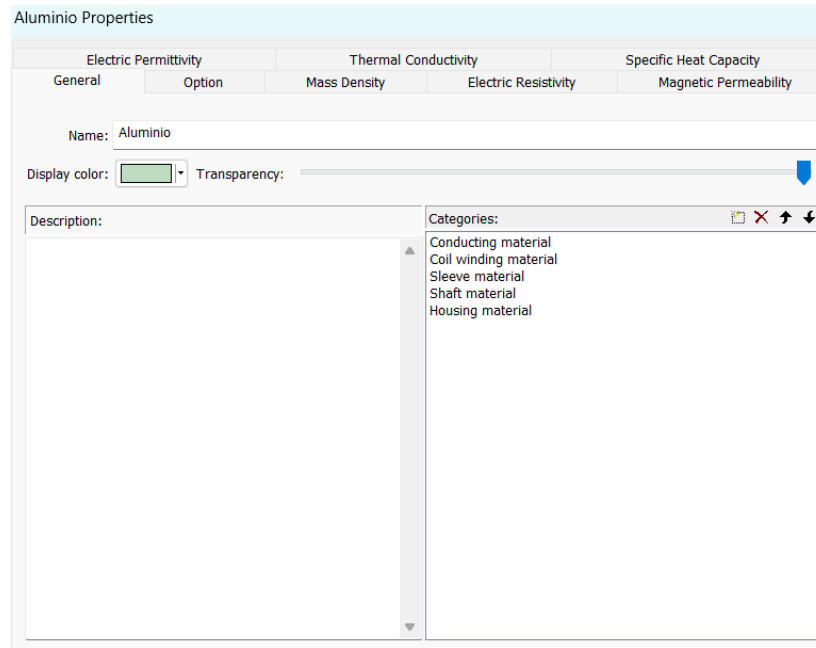 Aluminio Properties
Electric Permittivity Thermal Conductivity Specific Heat Capacity
General Option Mass Density Electric Resistivity Magnetic Permeability
Name: Aluminio
Display color: Transparency:
Description: Categories:
Conducting material
Coil winding material
Sleeve material
Shaft material
Housing material